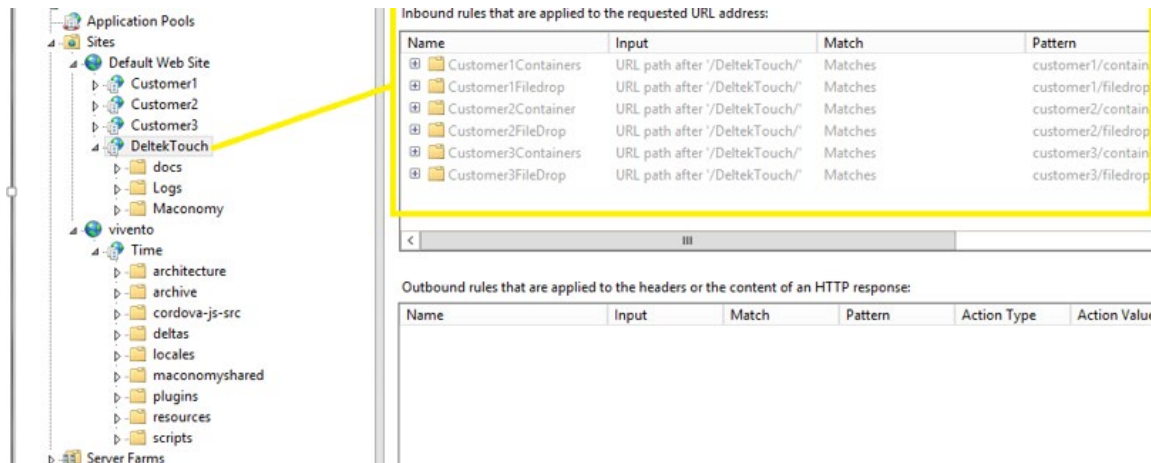 Application Pools
Sites
Default Web Site
Customer1
Customer2
Customer3
DeltekTouch
docs
Logs
Maconomy
vivento
Time
architecture
archive
cordova-js-src
deltas
locales
maconomyshared
plugins
resources
scripts
Server Farms
Inbound rules that are applied to the requested URL address:
Name Input Match Pattern
Customer1Containers URL path after '/DeltekTouch/' Matches customer1/contain
Customer1Filedrop URL path after '/DeltekTouch/' Matches customer1/filedrop
Customer2Container URL path after '/DeltekTouch/' Matches customer2/contain
Customer2FileDrop URL path after '/DeltekTouch/' Matches customer2/filedrop
Customer3Containers URL path after '/DeltekTouch/' Matches customer3/contain
Customer3FileDrop URL path after '/DeltekTouch/' Matches customer3/filedrop
Outbound rules that are applied to the headers or the content of an HTTP response:
Name Input Match Pattern Action Type Action Value